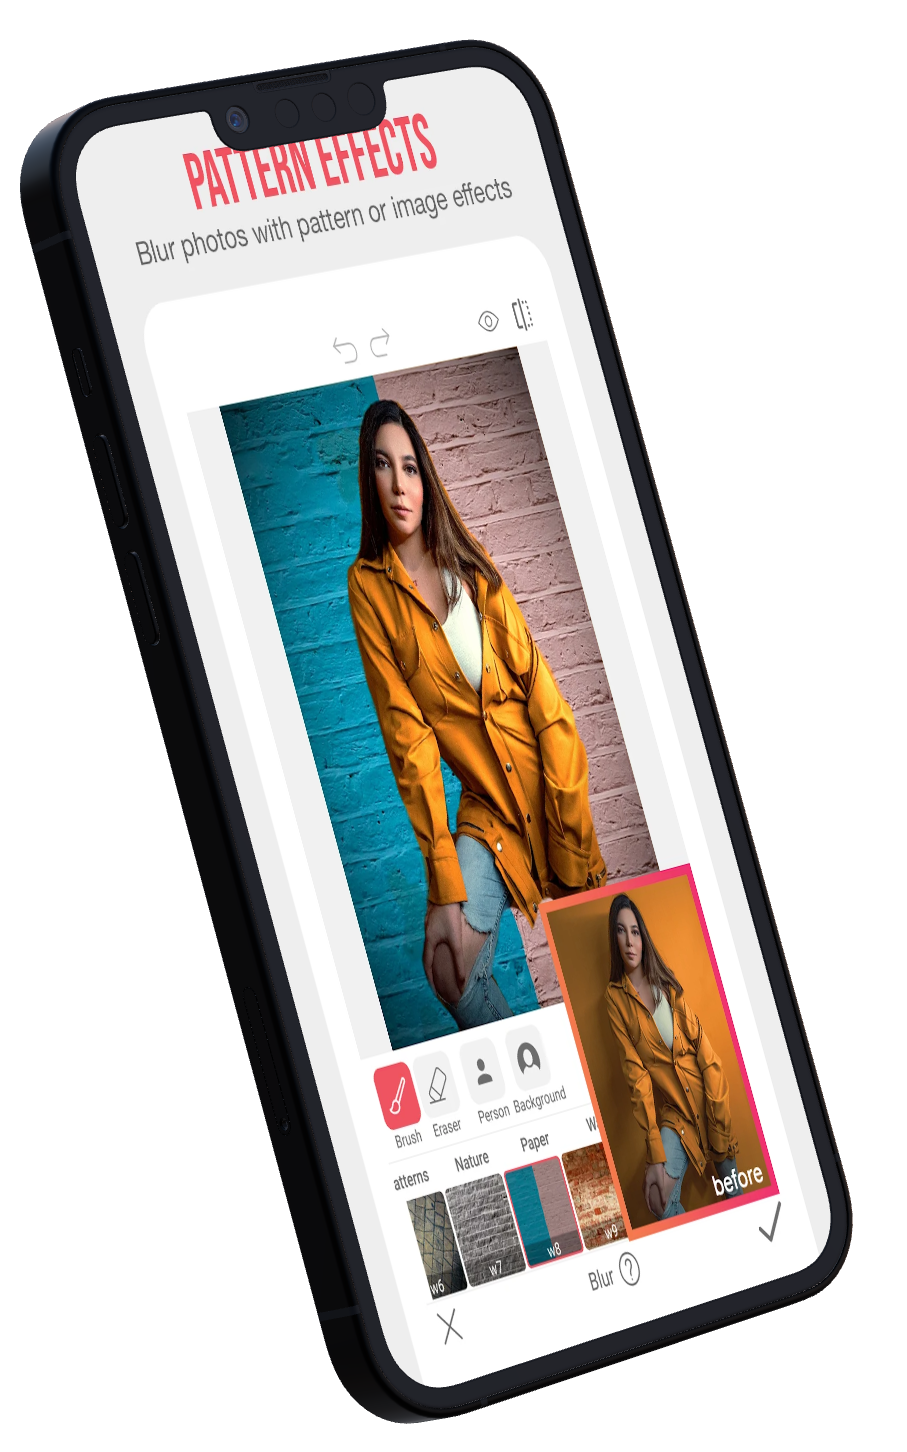 PATTERN EFFECTS
Blur photos with pattern or image effects
Brush Eraser Person Background
atterns Nature Paper W
w6 w7 w8 w9
before
Blur ?